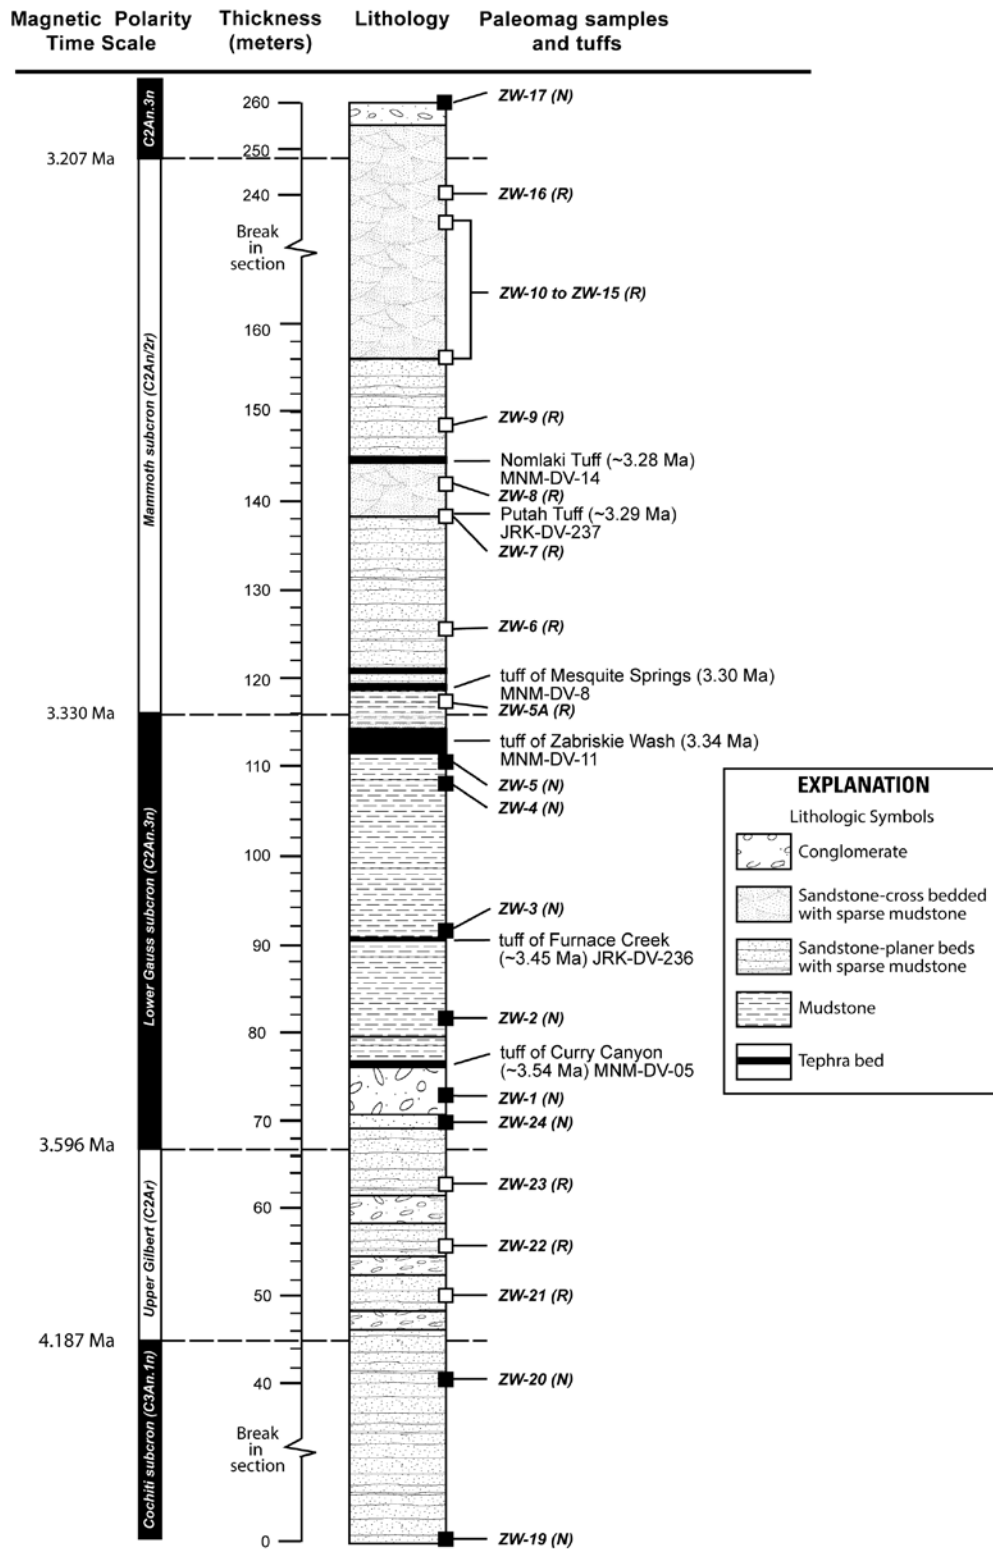 Magnetic Polarity
Time Scale
Thickness
(meters)
Lithology
Paleomag samples
and tuffs
C2An.3n
3.207 Ma
Mammoth subcron (C2An/2r)
3.330 Ma
Lower Gauss subcron (C2An.3n)
3.596 Ma
Upper Gilbert (C2Ar)
4.187 Ma
Cochiti subcron (C3An.1n)
260
250
240
Break
in
section
160
150
140
130
120
110
100
90
80
70
60
50
40
Break
in
section
0
ZW-17 (N)
ZW-16 (R)
ZW-10 to ZW-15 (R)
ZW-9 (R)
Nomlaki Tuff (~3.28 Ma)
MNM-DV-14
ZW-8 (R)
Putah Tuff (~3.29 Ma)
JRK-DV-237
ZW-7 (R)
ZW-6 (R)
tuff of Mesquite Springs (3.30 Ma)
MNM-DV-8
ZW-5A (R)
tuff of Zabriskie Wash (3.34 Ma)
MNM-DV-11
ZW-5 (N)
ZW-4 (N)
ZW-3 (N)
tuff of Furnace Creek
(~3.45 Ma) JRK-DV-236
ZW-2 (N)
tuff of Curry Canyon
(~3.54 Ma) MNM-DV-05
ZW-1 (N)
ZW-24 (N)
ZW-23 (R)
ZW-22 (R)
ZW-21 (R)
ZW-20 (N)
ZW-19 (N)
EXPLANATION
Lithologic Symbols
Conglomerate
Sandstone-cross bedded
with sparse mudstone
Sandstone-planer beds
with sparse mudstone
Mudstone
Tephra bed